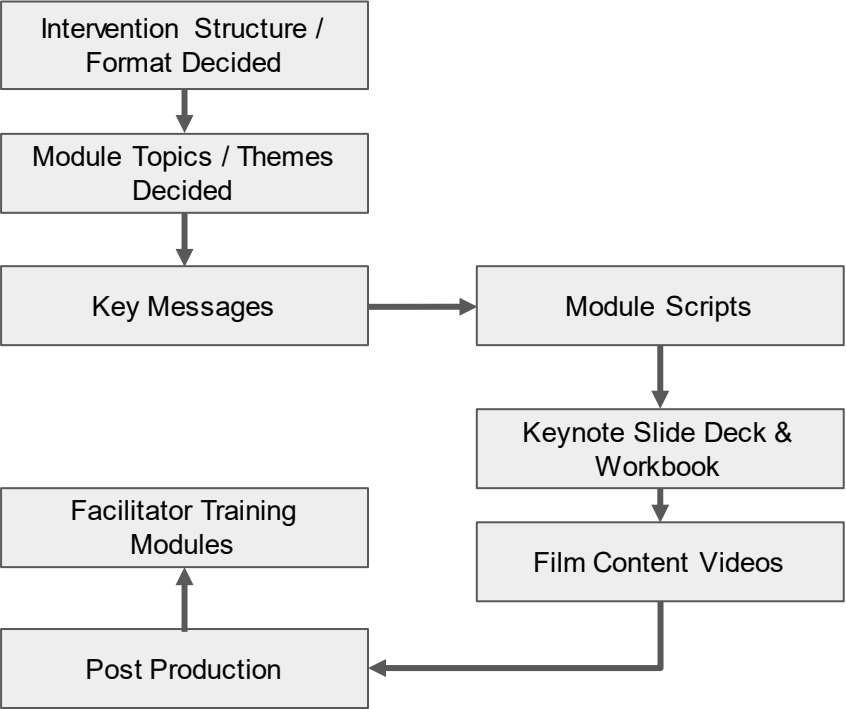 Intervention Structure /
Format Decided
Module Topics / Themes
Decided
Key Messages
Module Scripts
Keynote Slide Deck &
Workbook
Film Content Videos
Post Production
Facilitator Training
Modules